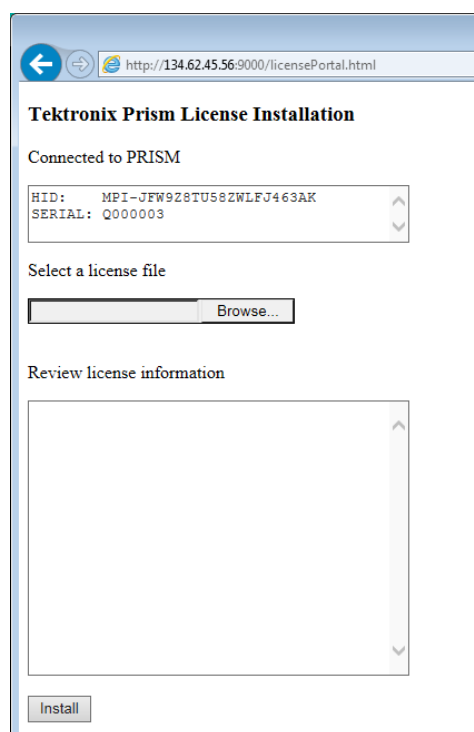 http://134.62.45.56:9000/licensePortal.html
Tektronix Prism License Installation
Connected to PRISM
HID: MPI-JFW9Z8TU58ZWLFJ463AK
SERIAL: Q000003
Select a license file
Browse...
Review license information
Install